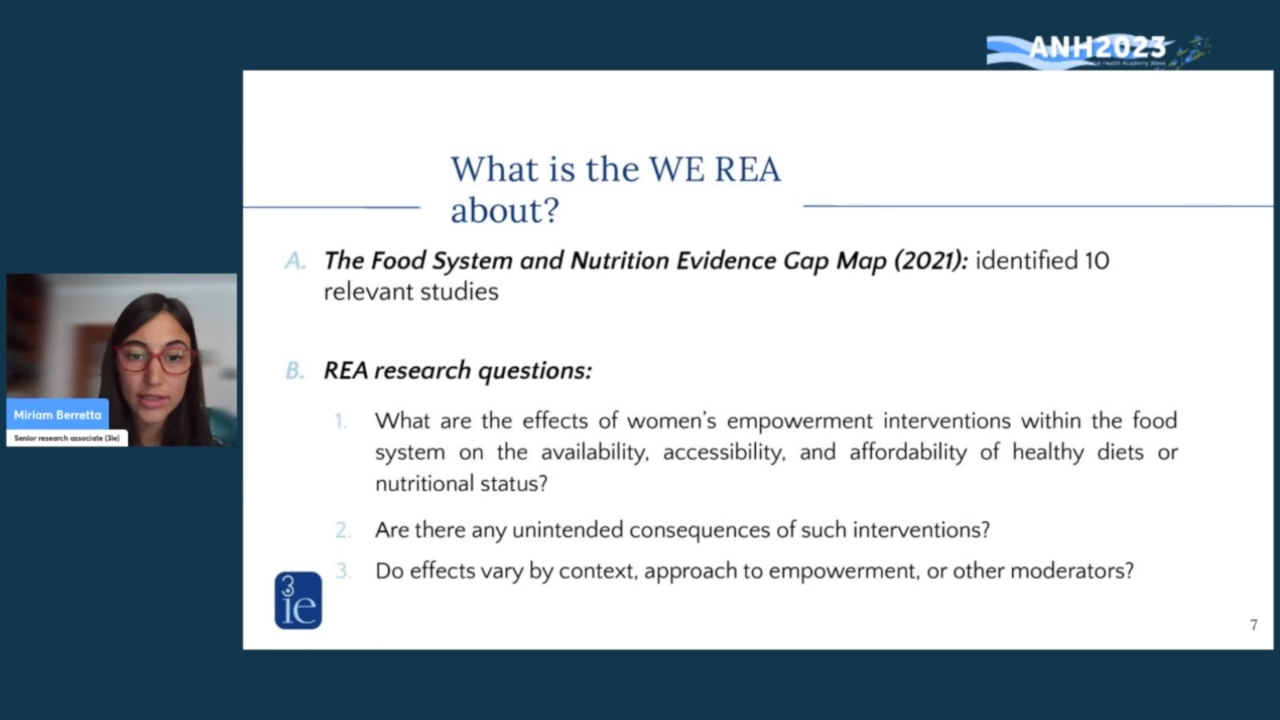 ANH2023
and Health Academy Week
What is the WE REA
about?
A. The Food System and Nutrition Evidence Gap Map (2021): identified 10
relevant studies
B. REA research questions:
1. What are the effects of women's empowerment interventions within the food
system on the availability, accessibility, and affordability of healthy diets or
nutritional status?
2. Are there any unintended consequences of such interventions?
3. Do effects vary by context, approach to empowerment, or other moderators?
Miriam Berretta
Senior research associate (3ie)
3ie
7